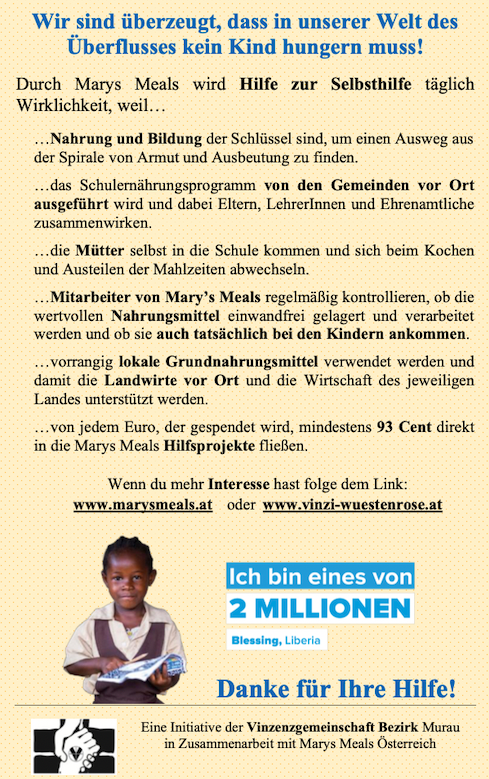 Wir sind überzeugt, dass in unserer Welt des
Überflusses kein Kind hungern muss!
Durch Marys Meals wird Hilfe zur Selbsthilfe täglich
Wirklichkeit, weil…
…Nahrung und Bildung der Schlüssel sind, um einen Ausweg aus
der Spirale von Armut und Ausbeutung zu finden.
…das Schulernährungsprogramm von den Gemeinden vor Ort
ausgeführt wird und dabei Eltern, LehrerInnen und Ehrenamtliche
zusammenwirken.
…die Mütter selbst in die Schule kommen und sich beim Kochen
und Austeilen der Mahlzeiten abwechseln.
…Mitarbeiter von Mary’s Meals regelmäßig kontrollieren, ob die
wertvollen Nahrungsmittel einwandfrei gelagert und verarbeitet
werden und ob sie auch tatsächlich bei den Kindern ankommen.
…vorrangig lokale Grundnahrungsmittel verwendet werden und
damit die Landwirte vor Ort und die Wirtschaft des jeweiligen
Landes unterstützt werden.
…von jedem Euro, der gespendet wird, mindestens 93 Cent direkt
in die Marys Meals Hilfsprojekte fließen.
Wenn du mehr Interesse hast folge dem Link:
www.marysmeals.at oder www.vinzi-wuestenrose.at
Ich bin eines von
2 MILLIONEN
Blessing, Liberia
Danke für Ihre Hilfe!
Eine Initiative der Vinzenzgemeinschaft Bezirk Murau
in Zusammenarbeit mit Marys Meals Österreich